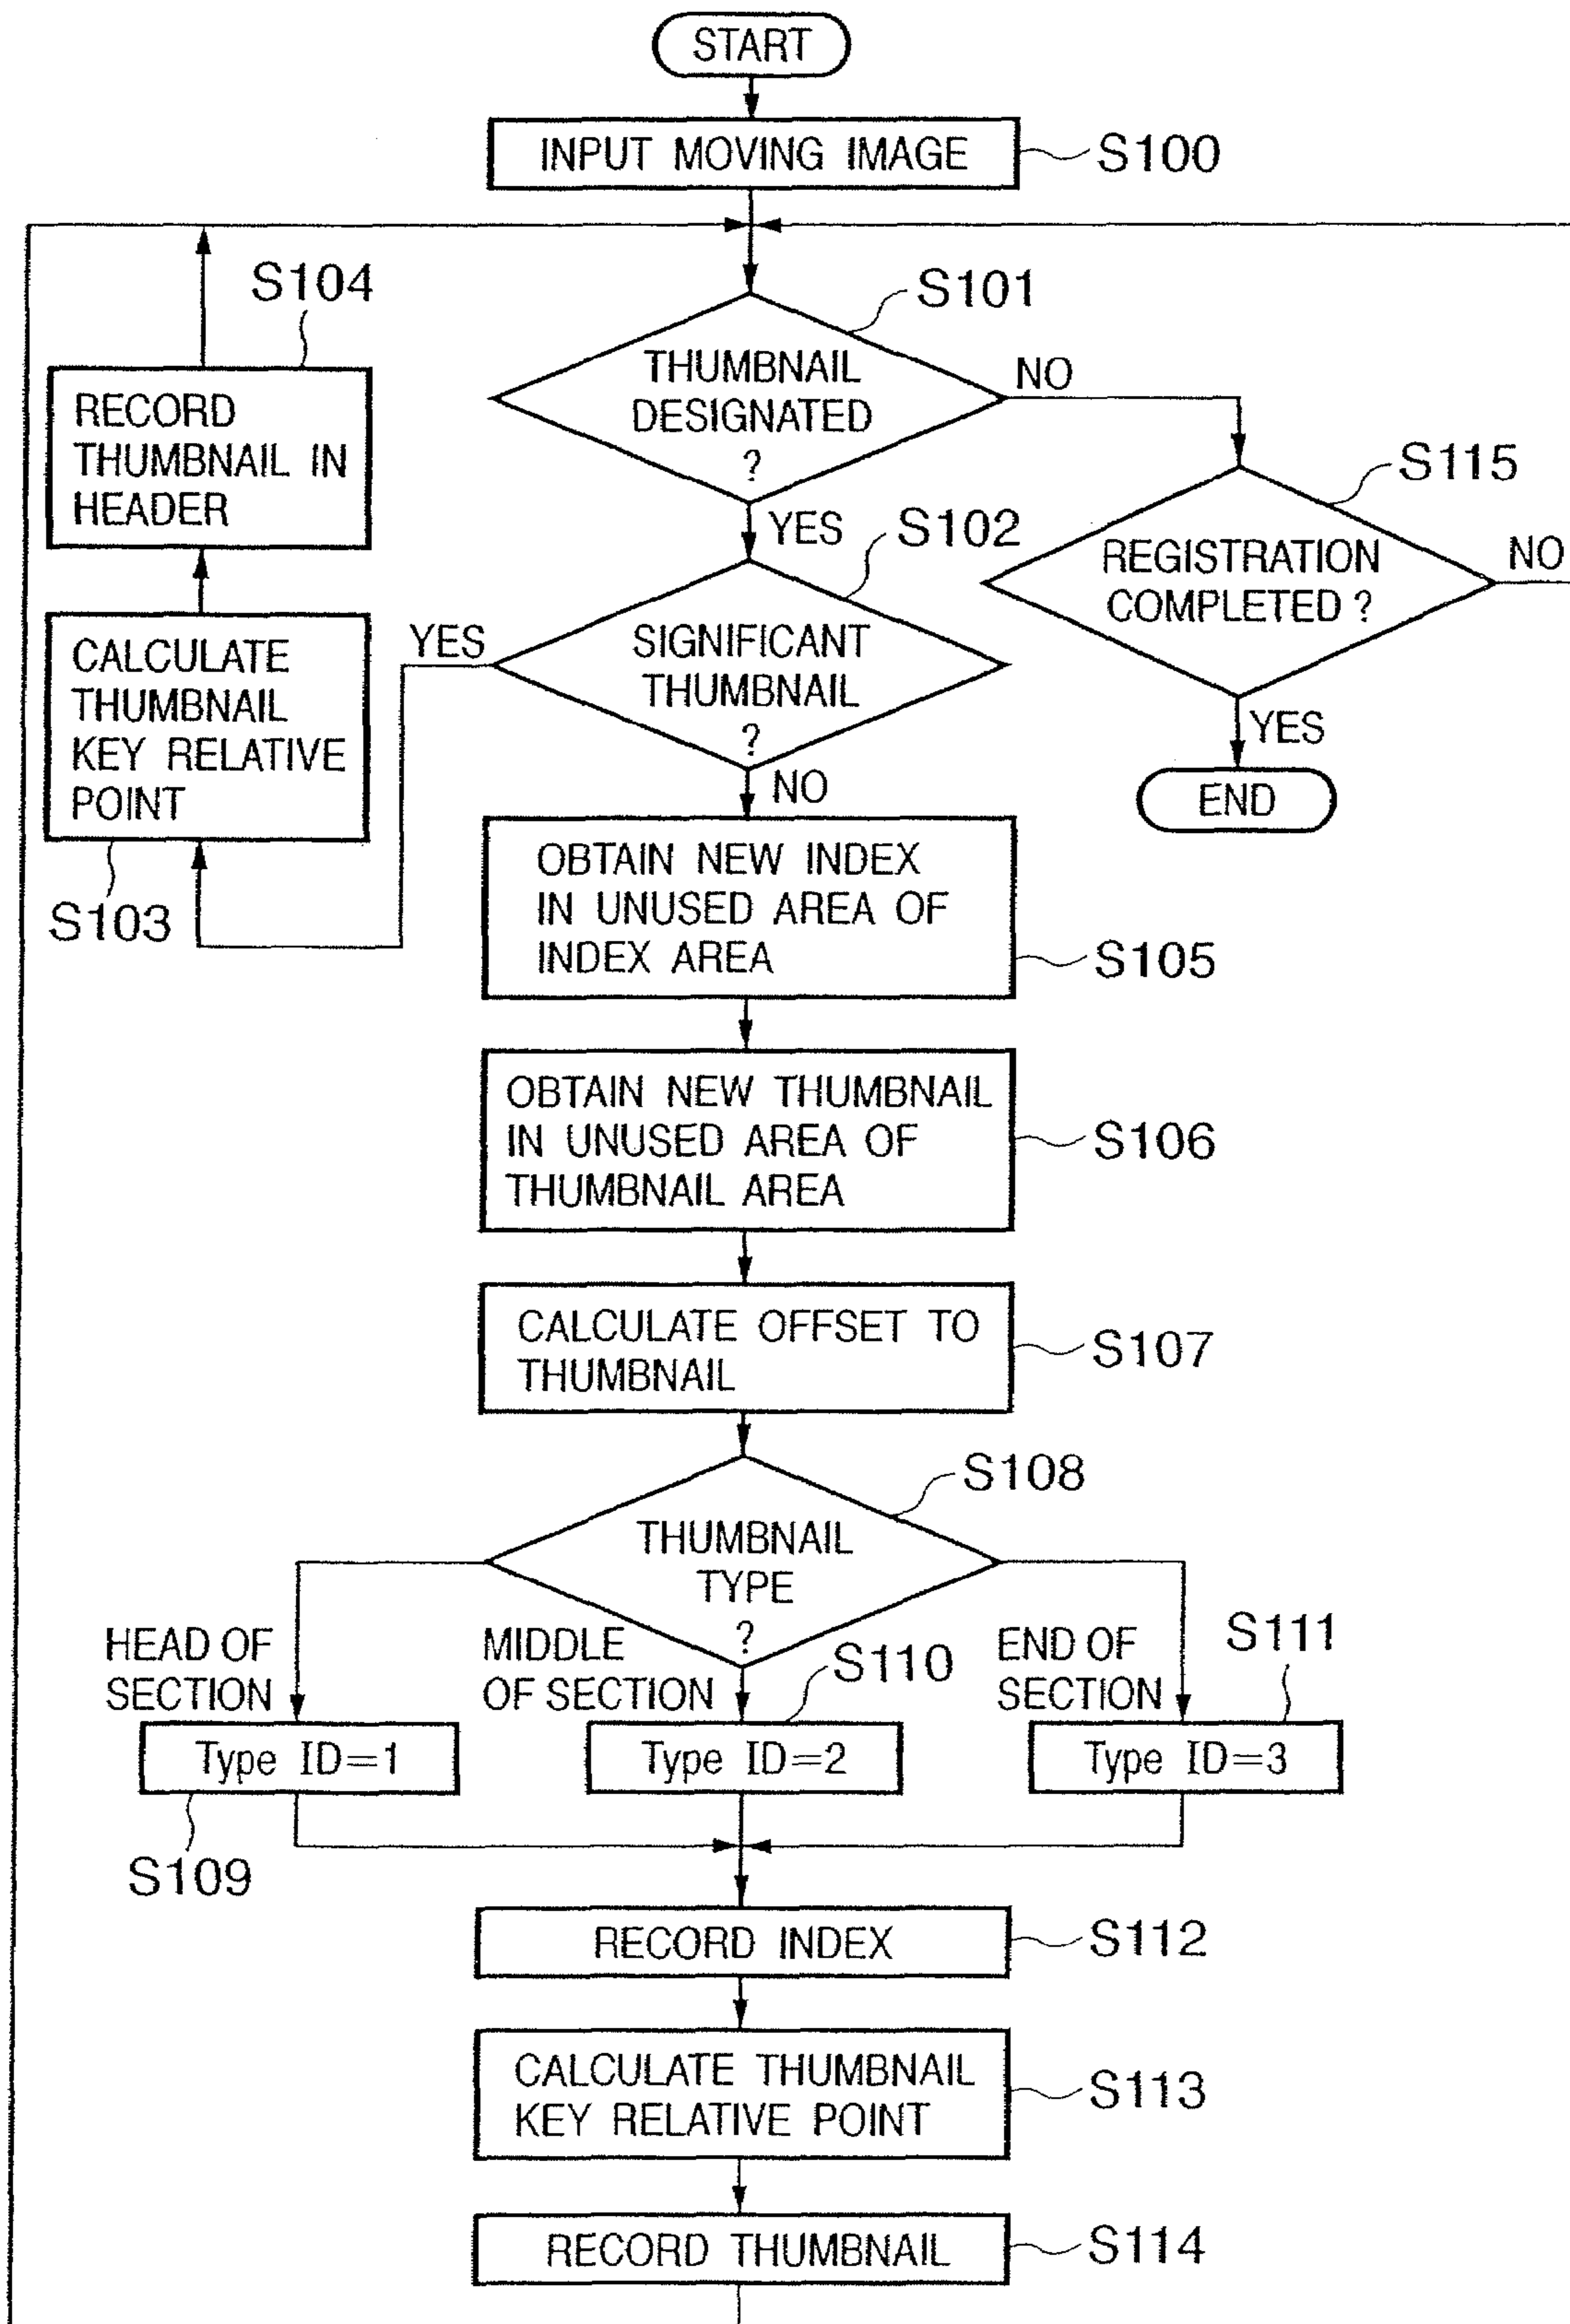 START
INPUT MOVING IMAGE
S100
S104
S101
THUMBNAIL
DESIGNATED
?
NO
RECORD
THUMBNAIL IN
HEADER
S115
YES
S102
REGISTRATION
COMPLETED ?
NO
CALCULATE
THUMBNAIL
KEY RELATIVE
POINT
YES
SIGNIFICANT
THUMBNAIL
?
YES
NO
END
S103
OBTAIN NEW INDEX
IN UNUSED AREA OF
INDEX AREA
S105
OBTAIN NEW THUMBNAIL
IN UNUSED AREA OF
THUMBNAIL AREA
S106
CALCULATE OFFSET TO
THUMBNAIL
S107
S108
THUMBNAIL
TYPE
?
HEAD OF
SECTION
MIDDLE
OF SECTION
S110
END OF
SECTION
S111
Type ID=1
Type ID=2
Type ID=3
S109
RECORD INDEX
S112
CALCULATE THUMBNAIL
KEY RELATIVE POINT
S113
RECORD THUMBNAIL
S114